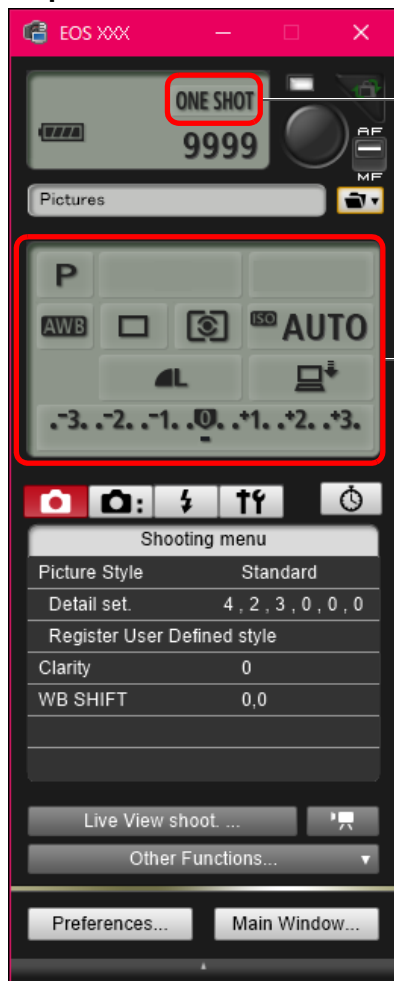 EOS XXX
ONE SHOT
9999
AF
MF
Pictures
P
AWB ISO AUTO
L
.-3. .-2. .-1. .0. .+1. .+2. .+3.
:
Shooting menu
Picture Style Standard
Detail set. 4 , 2 , 3 , 0 , 0 , 0
Register User Defined style
Clarity 0
WB SHIFT 0,0
Live View shoot. ...
Other Functions...
Preferences... Main Window...